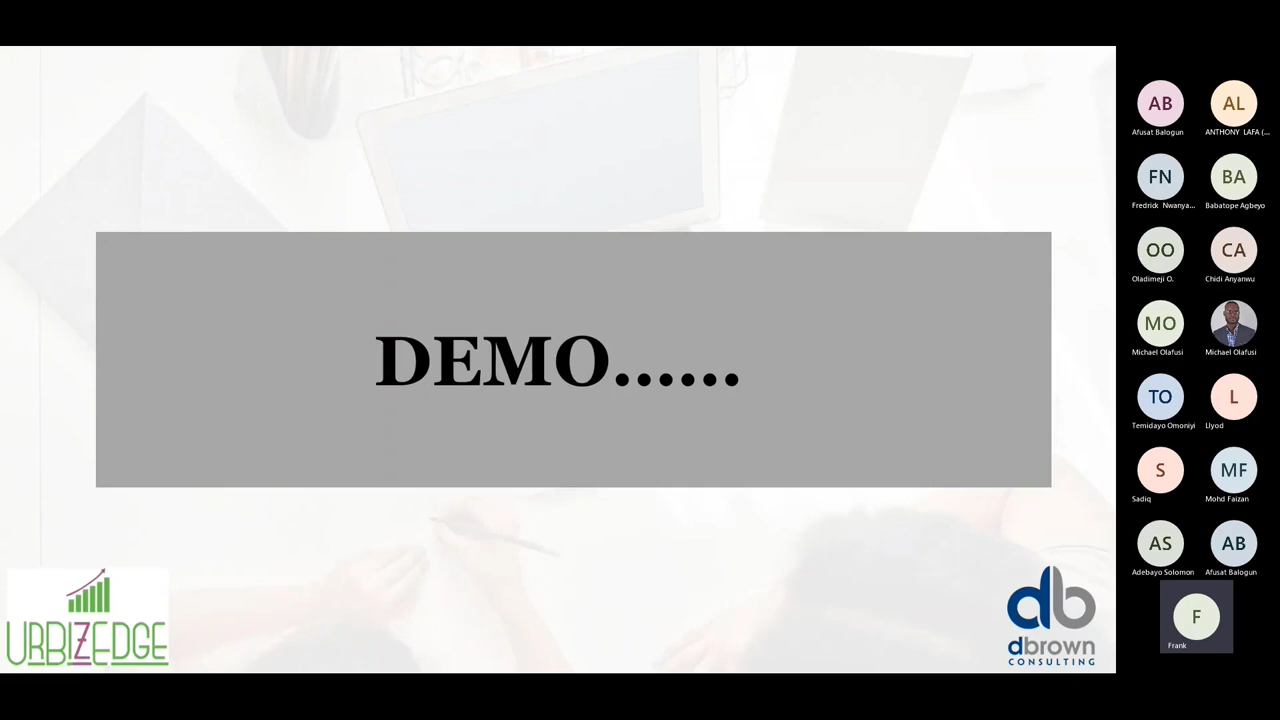 DEMO......
URBIZEDGE
db
dbrown
CONSULTING
AB
AL
Afusat Balogun
ANTHONY LAFA (...
FN
BA
Fredrick Nwanya...
Babatope Agbeyo
OO
CA
Oladimeji O.
Chidi Anyanwu
MO
Michael Olafusi
Michael Olafusi
TO
L
Temidayo Omoniyi
Llyod
S
MF
Sadiq
Mohd Faizan
AS
AB
Adebayo Solomon
Afusat Balogun
F
Frank